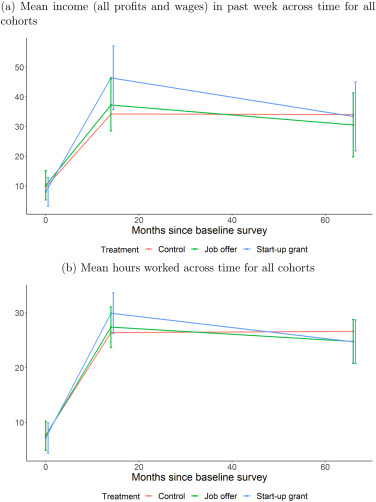 (a) Mean income (all profits and wages) in past week across time for all
cohorts
50
40
30
20
10
0 20 40 60
Months since baseline survey
Treatment Control Job offer Start-up grant
(b) Mean hours worked across time for all cohorts
30
20
10
0 20 40 60
Months since baseline survey
Treatment Control Job offer Start-up grant